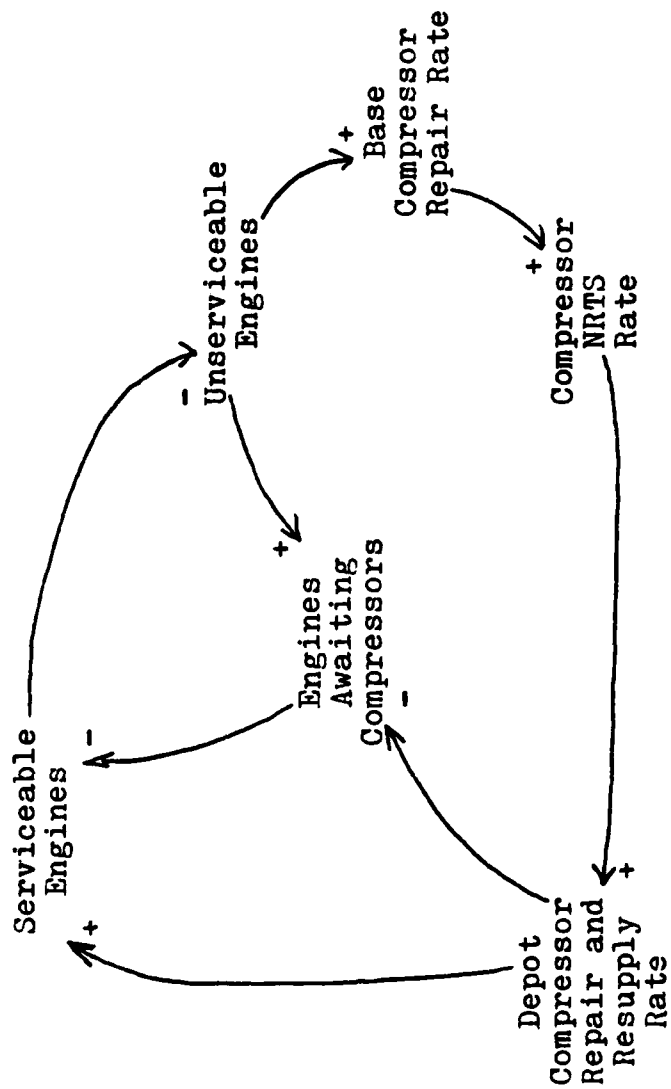 Serviceable
Engines
-
+
-
Unserviceable
Engines
+
Engines
Awaiting
Compressors
-
+
Base
Compressor
Repair Rate
+
Compressor
NRTS
Rate
Depot
Compressor
Repair and
Resupply
Rate
+